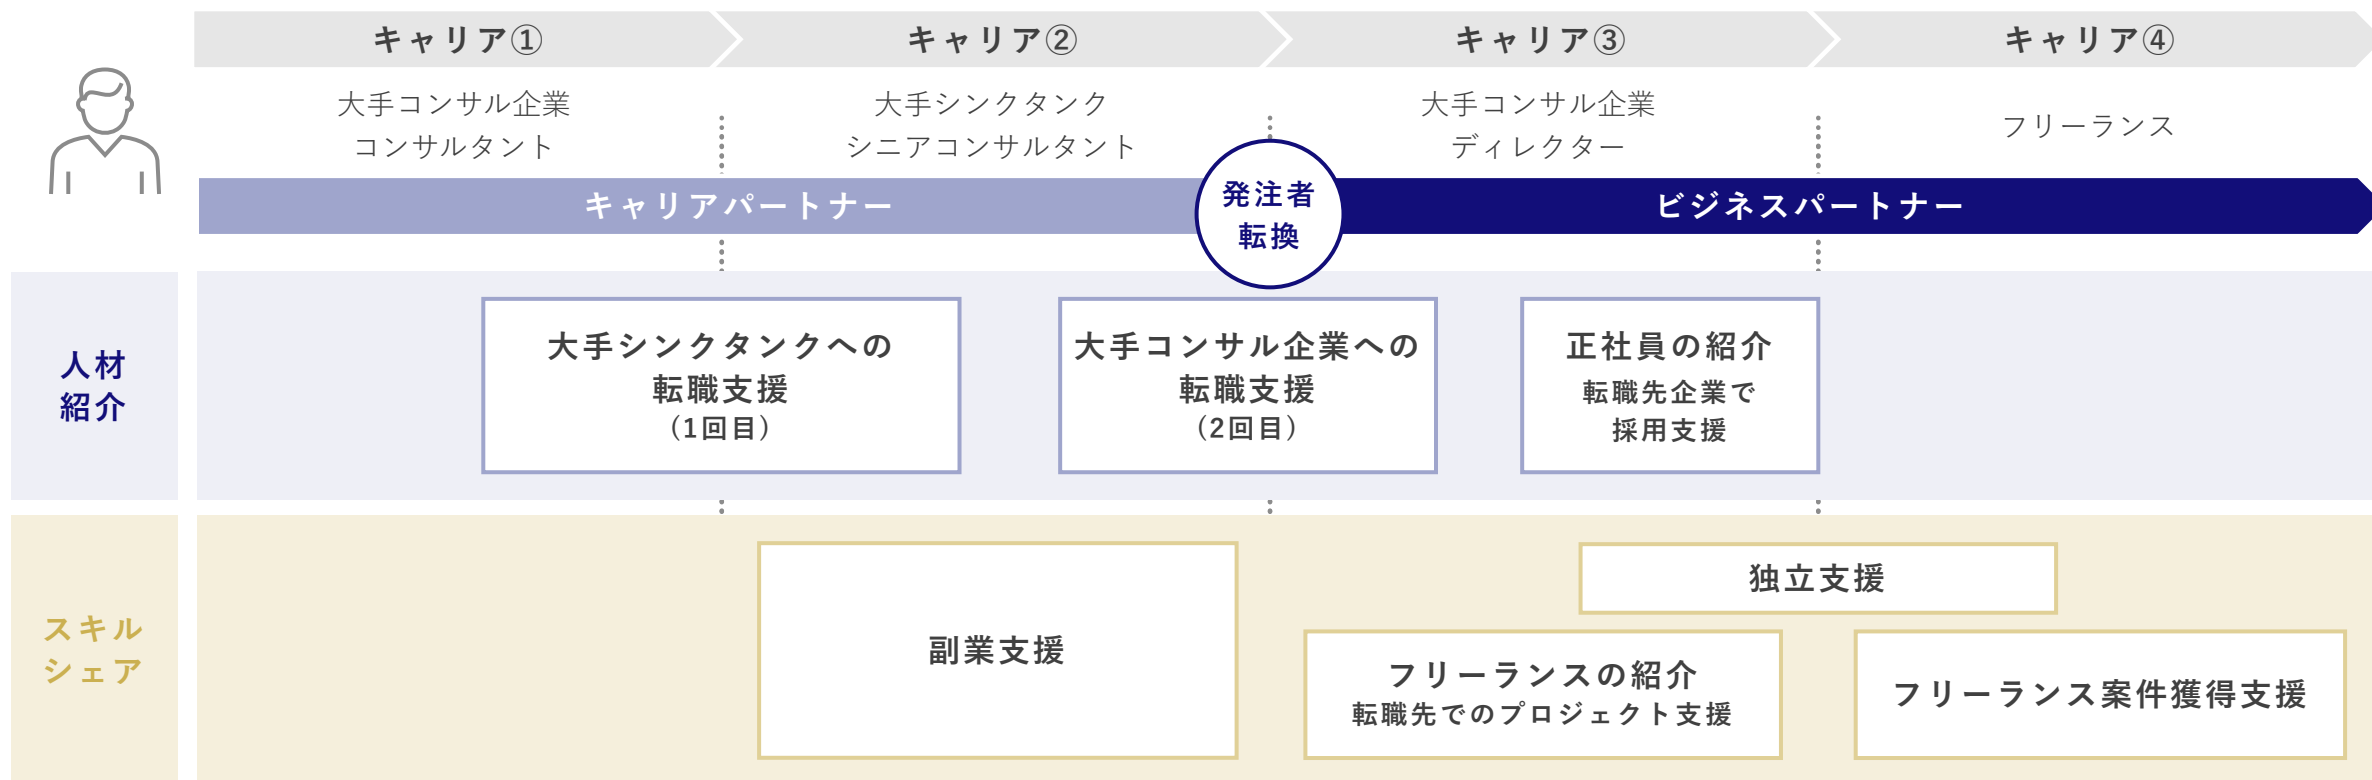 キャリア①
キャリア②
キャリア③
キャリア④
大手コンサル企業
コンサルタント
大手シンクタンク
シニアコンサルタント
大手コンサル企業
ディレクター
フリーランス
キャリアパートナー
発注者
転換
ビジネスパートナー
人材
紹介
大手シンクタンクへの
転職支援
(1回目)
大手コンサル企業への
転職支援
(2回目)
正社員の紹介
転職先企業で
採用支援
スキル
シェア
副業支援
独立支援
フリーランスの紹介
転職先でのプロジェクト支援
フリーランス案件獲得支援